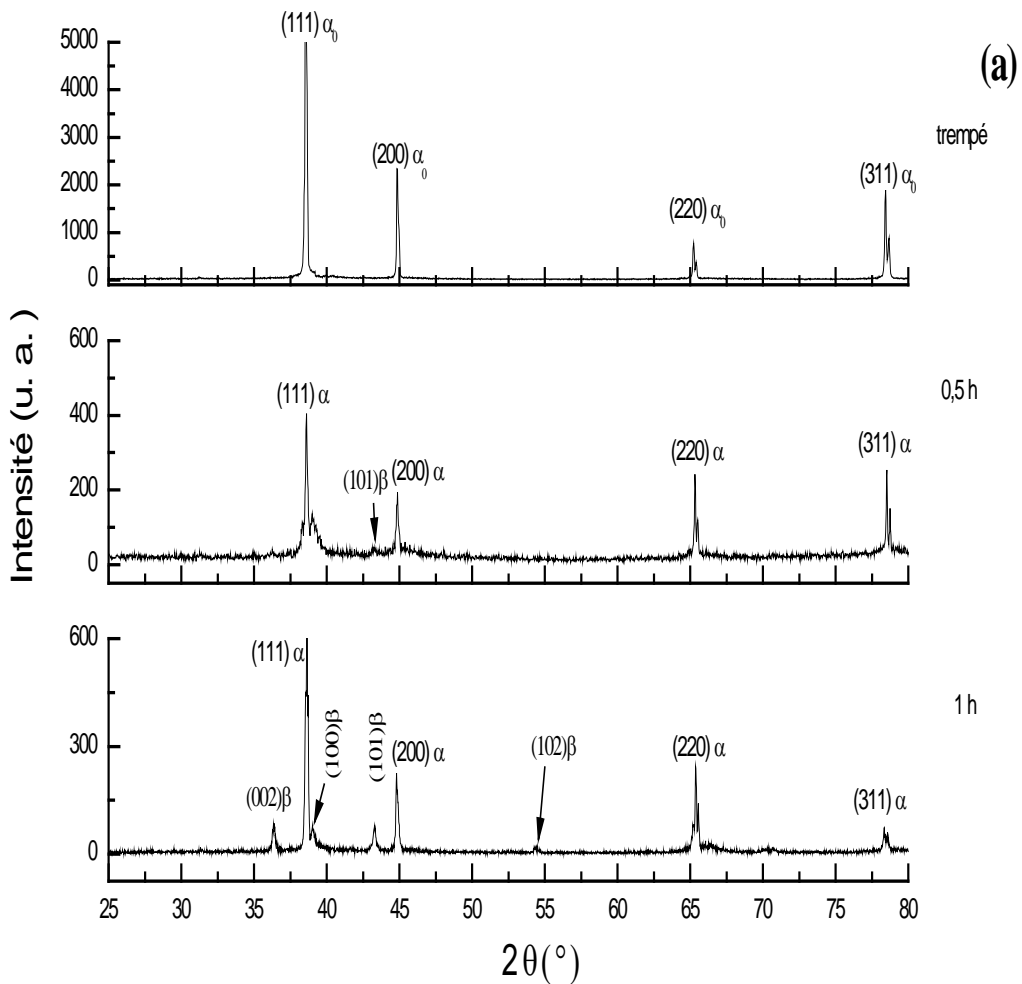 (a)
Intensité (u. a. )
(111) α₀
5000
4000
3000
2000
1000
0
(200) α₀
(220) α₀
(311) α₀
trempé
600
400
200
0
(111) α
(101)β
(200) α
(220) α
(311) α
0,5 h
600
300
0
(111) α
(002)β
(100)β
(101)β
(200) α
(102)β
(220) α
(311) α
1 h
25 30 35 40 45 50 55 60 65 70 75 80
2θ(°)